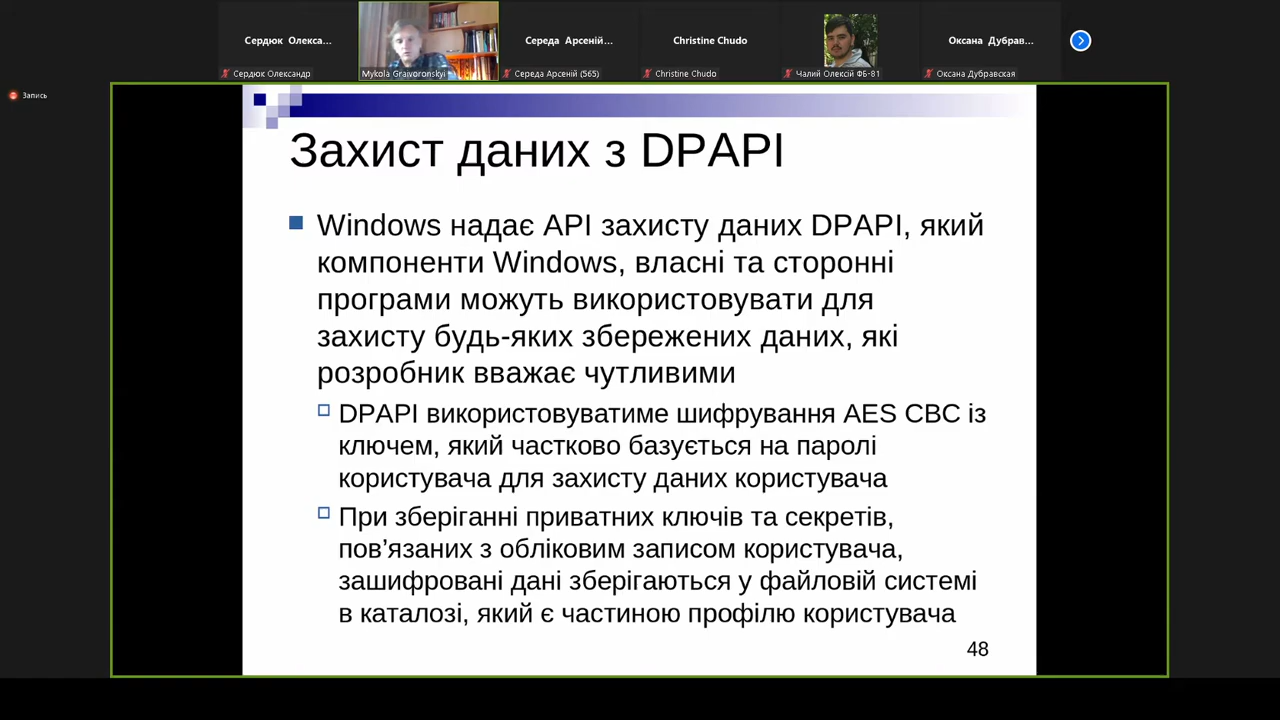 Сердюк Олекса...
Середа Арсеній...
Christine Chudo
Оксана Дубрав...
Сердюк Олександр
Mykola Graivoronskyi
Середа Арсеній (565)
Christine Chudo
Чалий Олексій ФБ-81
Оксана Дубравская
Запись
Захист даних з DPAPI
Windows надає API захисту даних DPAPI, який
компоненти Windows, власні та сторонні
програми можуть використовувати для
захисту будь-яких збережених даних, які
розробник вважає чутливими
DPAPI використовуватиме шифрування AES CBC із
ключем, який частково базується на паролі
користувача для захисту даних користувача
При зберіганні приватних ключів та секретів,
пов’язаних з обліковим записом користувача,
зашифровані дані зберігаються у файловій системі
в каталозі, який є частиною профілю користувача
48